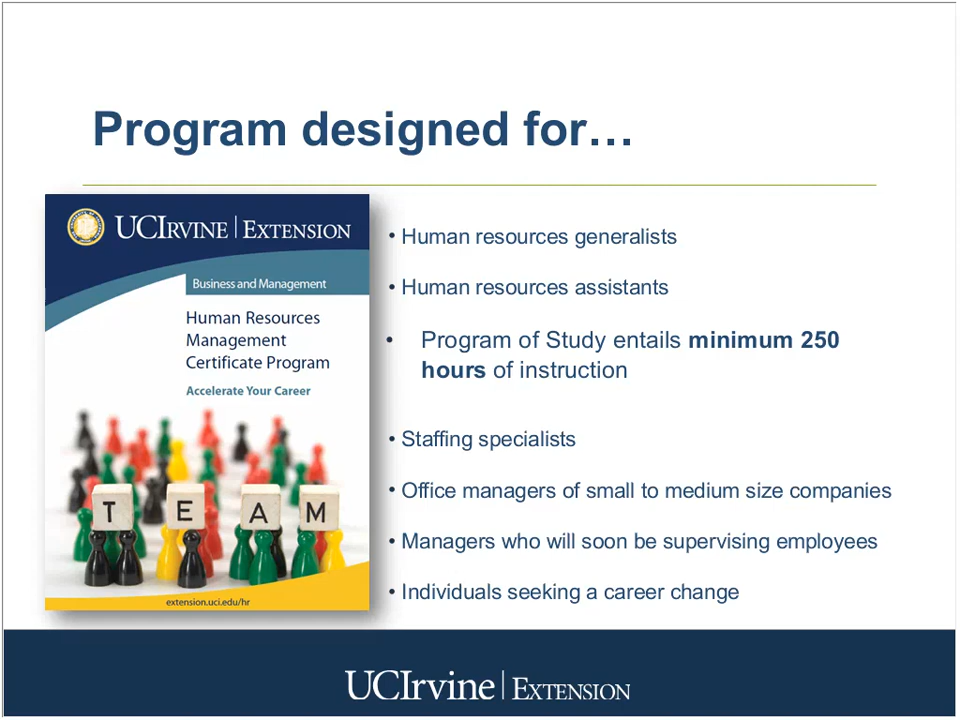 Program designed for…
UCIRVINE | EXTENSION
Business and Management
Human Resources
Management
Certificate Program
Accelerate Your Career
T E A M
extension.uci.edu/hr
• Human resources generalists
• Human resources assistants
• Program of Study entails minimum 250
hours of instruction
• Staffing specialists
• Office managers of small to medium size companies
• Managers who will soon be supervising employees
• Individuals seeking a career change
UCIrvine | EXTENSION